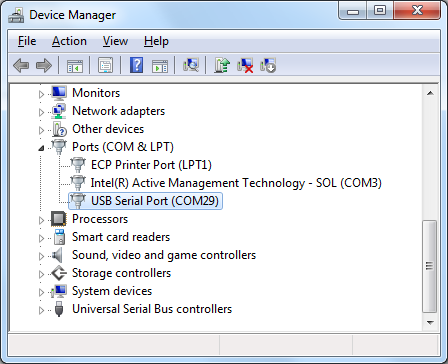 Device Manager
File Action View Help
Monitors
Network adapters
Other devices
Ports (COM & LPT)
ECP Printer Port (LPT1)
Intel(R) Active Management Technology - SOL (COM3)
USB Serial Port (COM29)
Processors
Smart card readers
Sound, video and game controllers
Storage controllers
System devices
Universal Serial Bus controllers